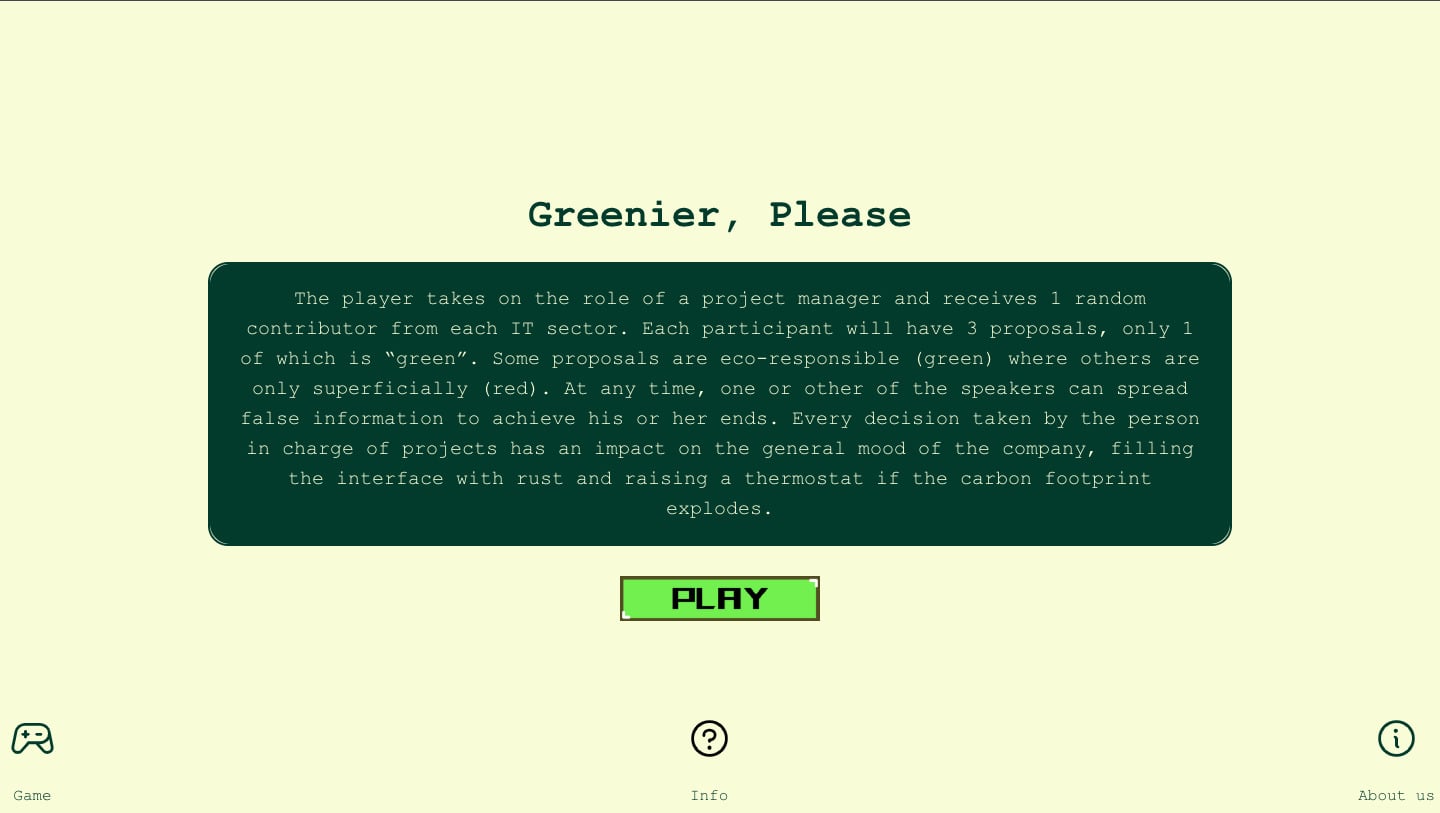 Greenier, Please
The player takes on the role of a project manager and receives 1 random
contributor from each IT sector. Each participant will have 3 proposals, only 1
of which is “green”. Some proposals are eco-responsible (green) where others are
only superficially (red). At any time, one or other of the speakers can spread
false information to achieve his or her ends. Every decision taken by the person
in charge of projects has an impact on the general mood of the company, filling
the interface with rust and raising a thermostat if the carbon footprint
explodes.
PLAY
Game
Info
About us